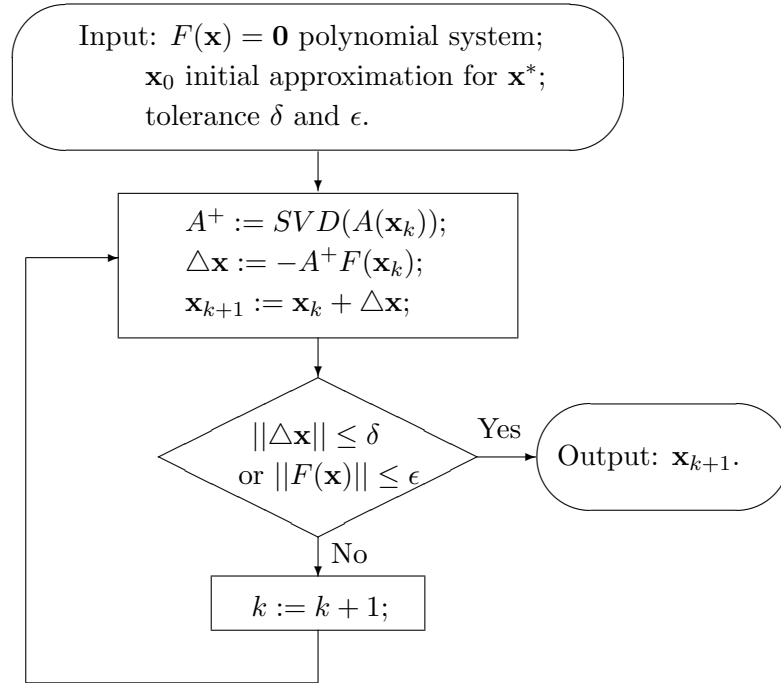 Input: F(𝐱) = 𝟎 polynomial system;
𝐱₀ initial approximation for 𝐱*;
tolerance δ and ϵ.
A⁺ := SVD(A(𝐱ₖ));
△𝐱 := −A⁺F(𝐱ₖ);
𝐱ₖ₊₁ := 𝐱ₖ + △𝐱;
||△𝐱|| ≤ δ
or ||F(𝐱)|| ≤ ϵ
Yes
Output: 𝐱ₖ₊₁.
No
k := k + 1;